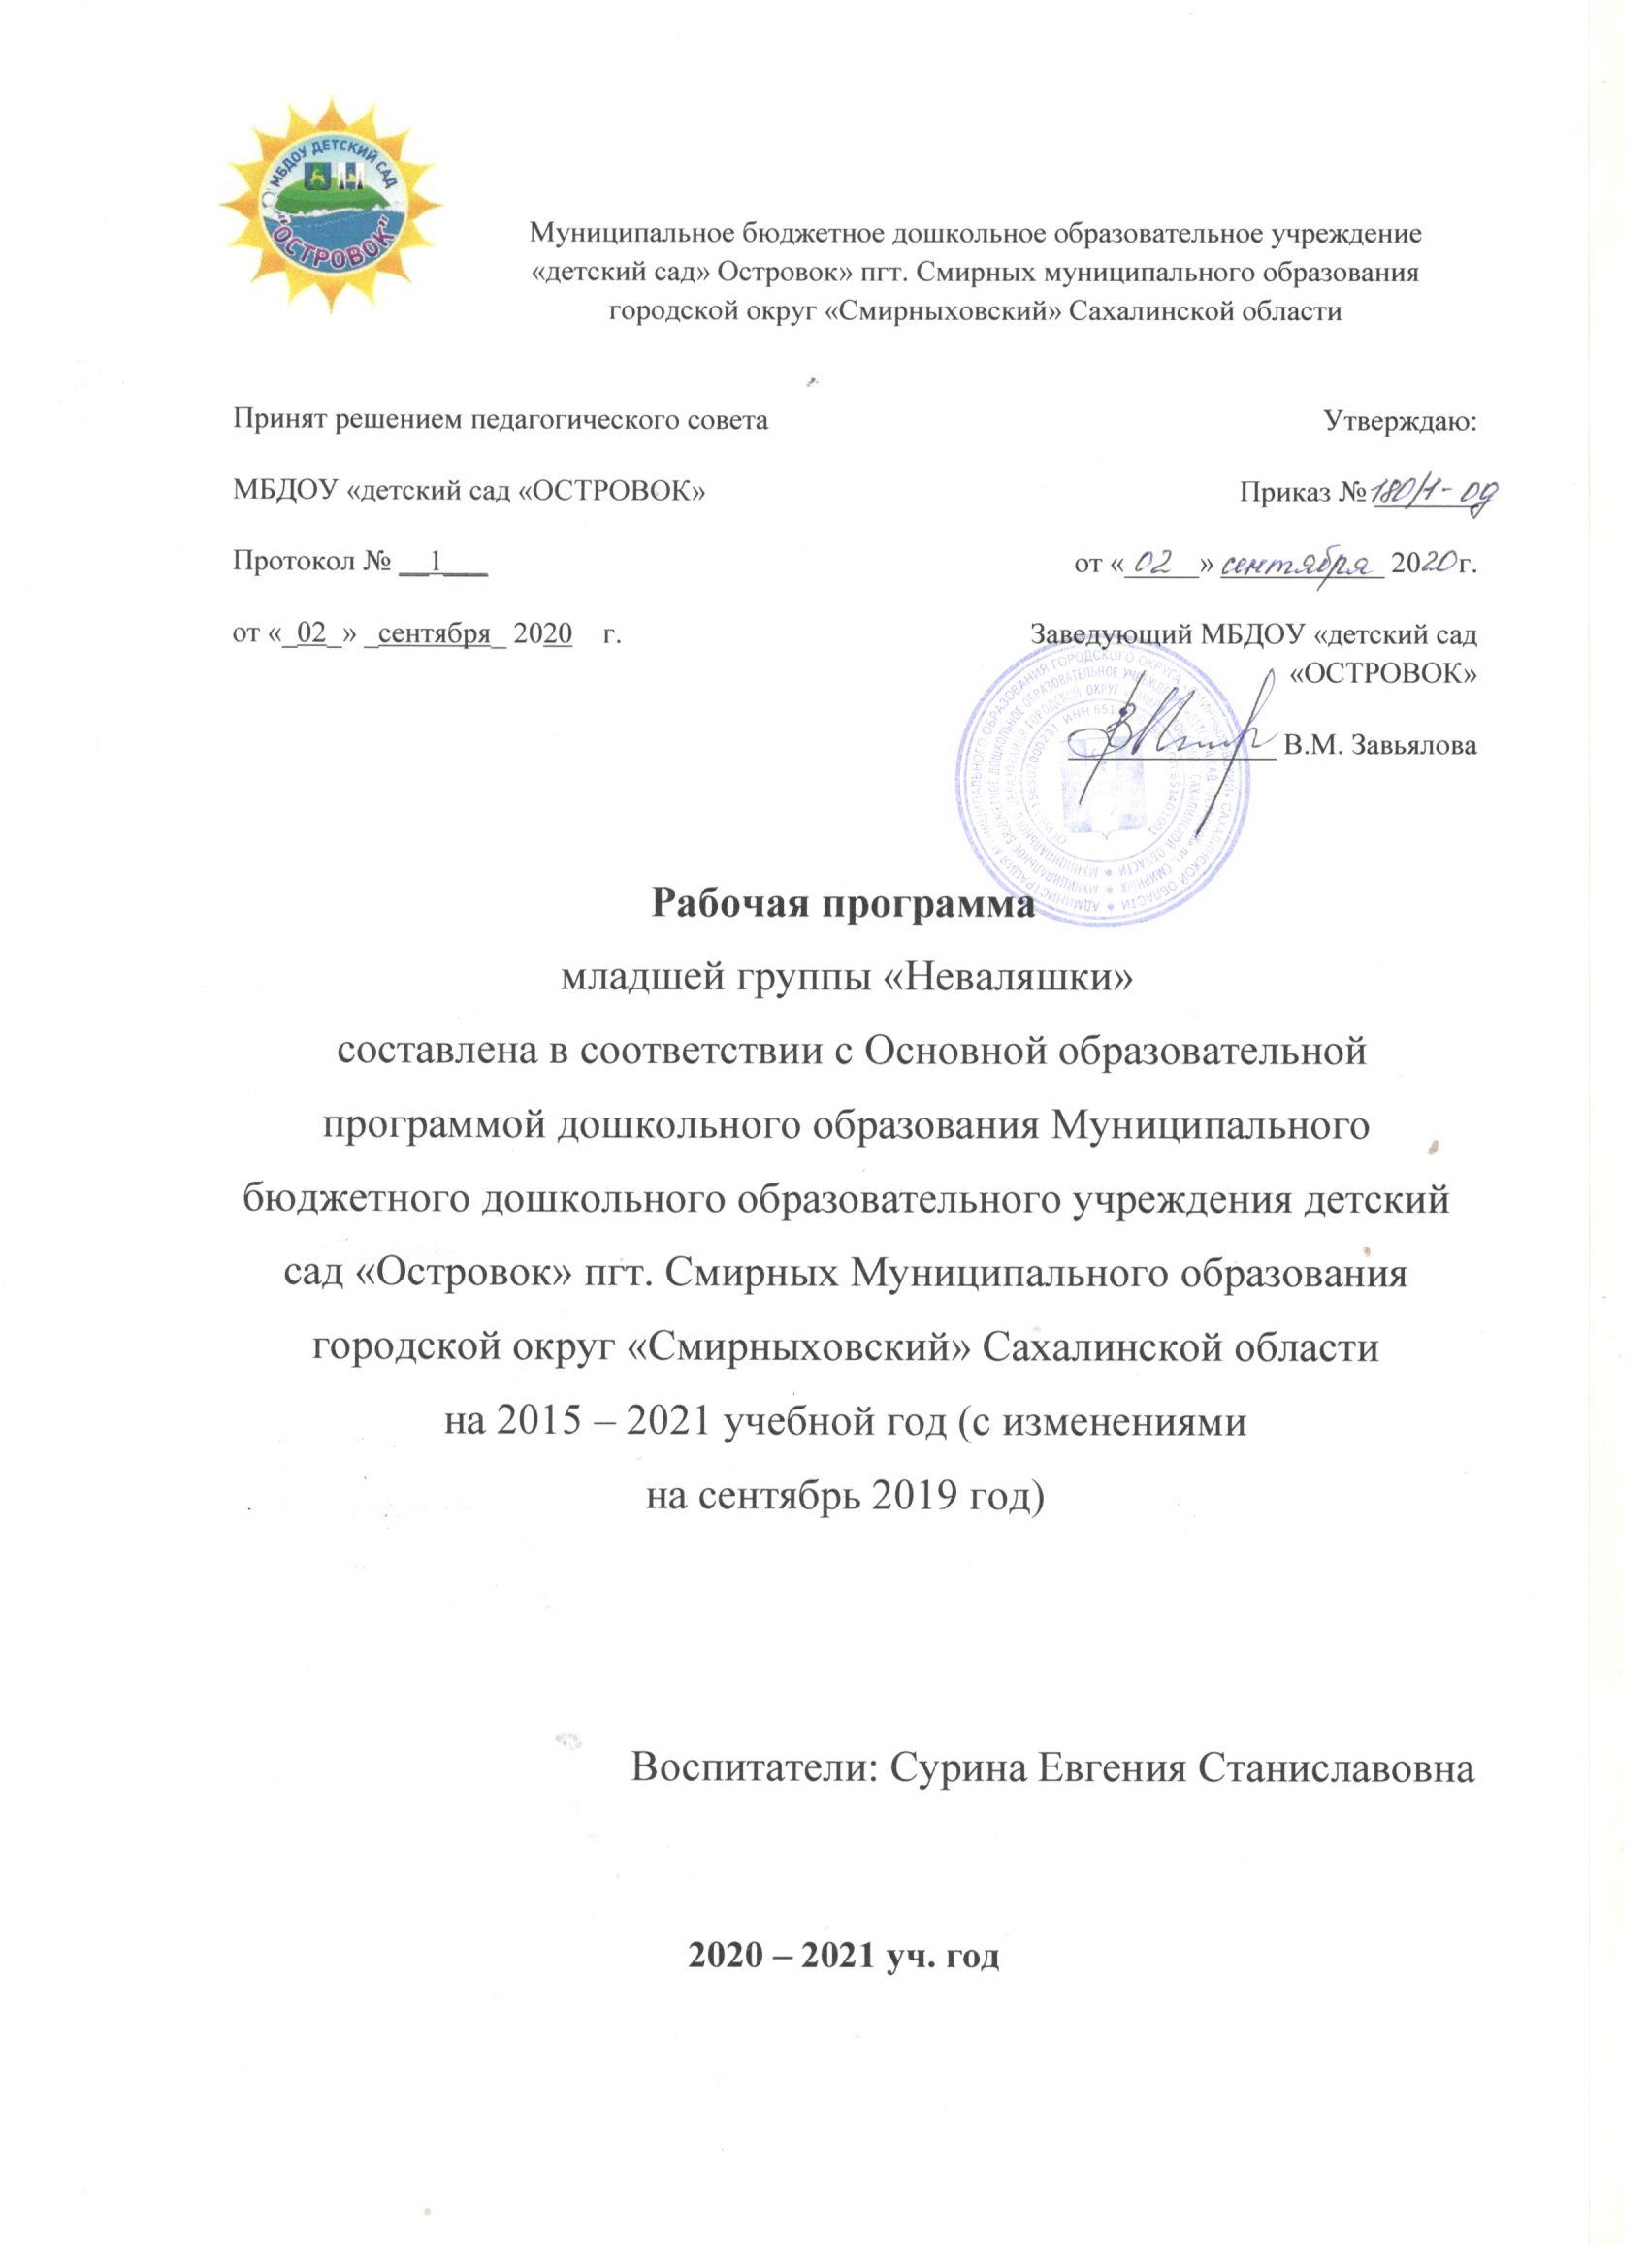 МБДОУ ДЕТСКИЙ САД
"ОСТРОВОК"
Муниципальное бюджетное дошкольное образовательное учреждение
«детский сад» Островок» пгт. Смирных муниципального образования
городской округ «Смирныховский» Сахалинской области
Принят решением педагогического совета
МБДОУ «детский сад «ОСТРОВОК»
Протокол № __1___
от «_02_» _сентября_ 2020 г.
Утверждаю:
Приказ № 180/1-од
от «02» сентября 2020г.
Заведующий МБДОУ «детский сад
«ОСТРОВОК»
В.М. Завьялова
Рабочая программа
младшей группы «Неваляшки»
составлена в соответствии с Основной образовательной
программой дошкольного образования Муниципального
бюджетного дошкольного образовательного учреждения детский
сад «Островок» пгт. Смирных Муниципального образования
городской округ «Смирныховский» Сахалинской области
на 2015 – 2021 учебной год (с изменениями
на сентябрь 2019 год)
Воспитатели: Сурина Евгения Станиславовна
2020 – 2021 уч. год